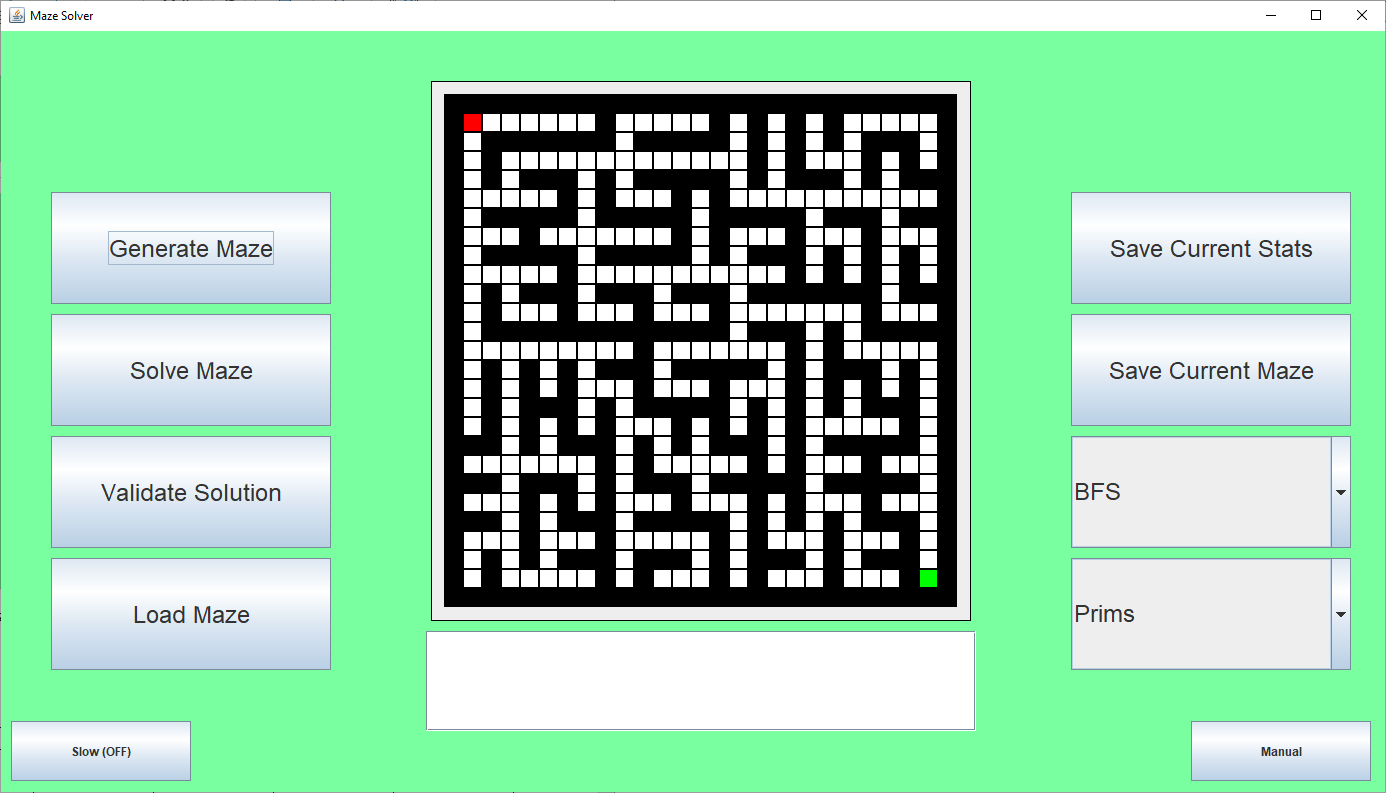 Maze Solver
Generate Maze
Solve Maze
Validate Solution
Load Maze
Slow (OFF)
Save Current Stats
Save Current Maze
BFS
Prims
Manual